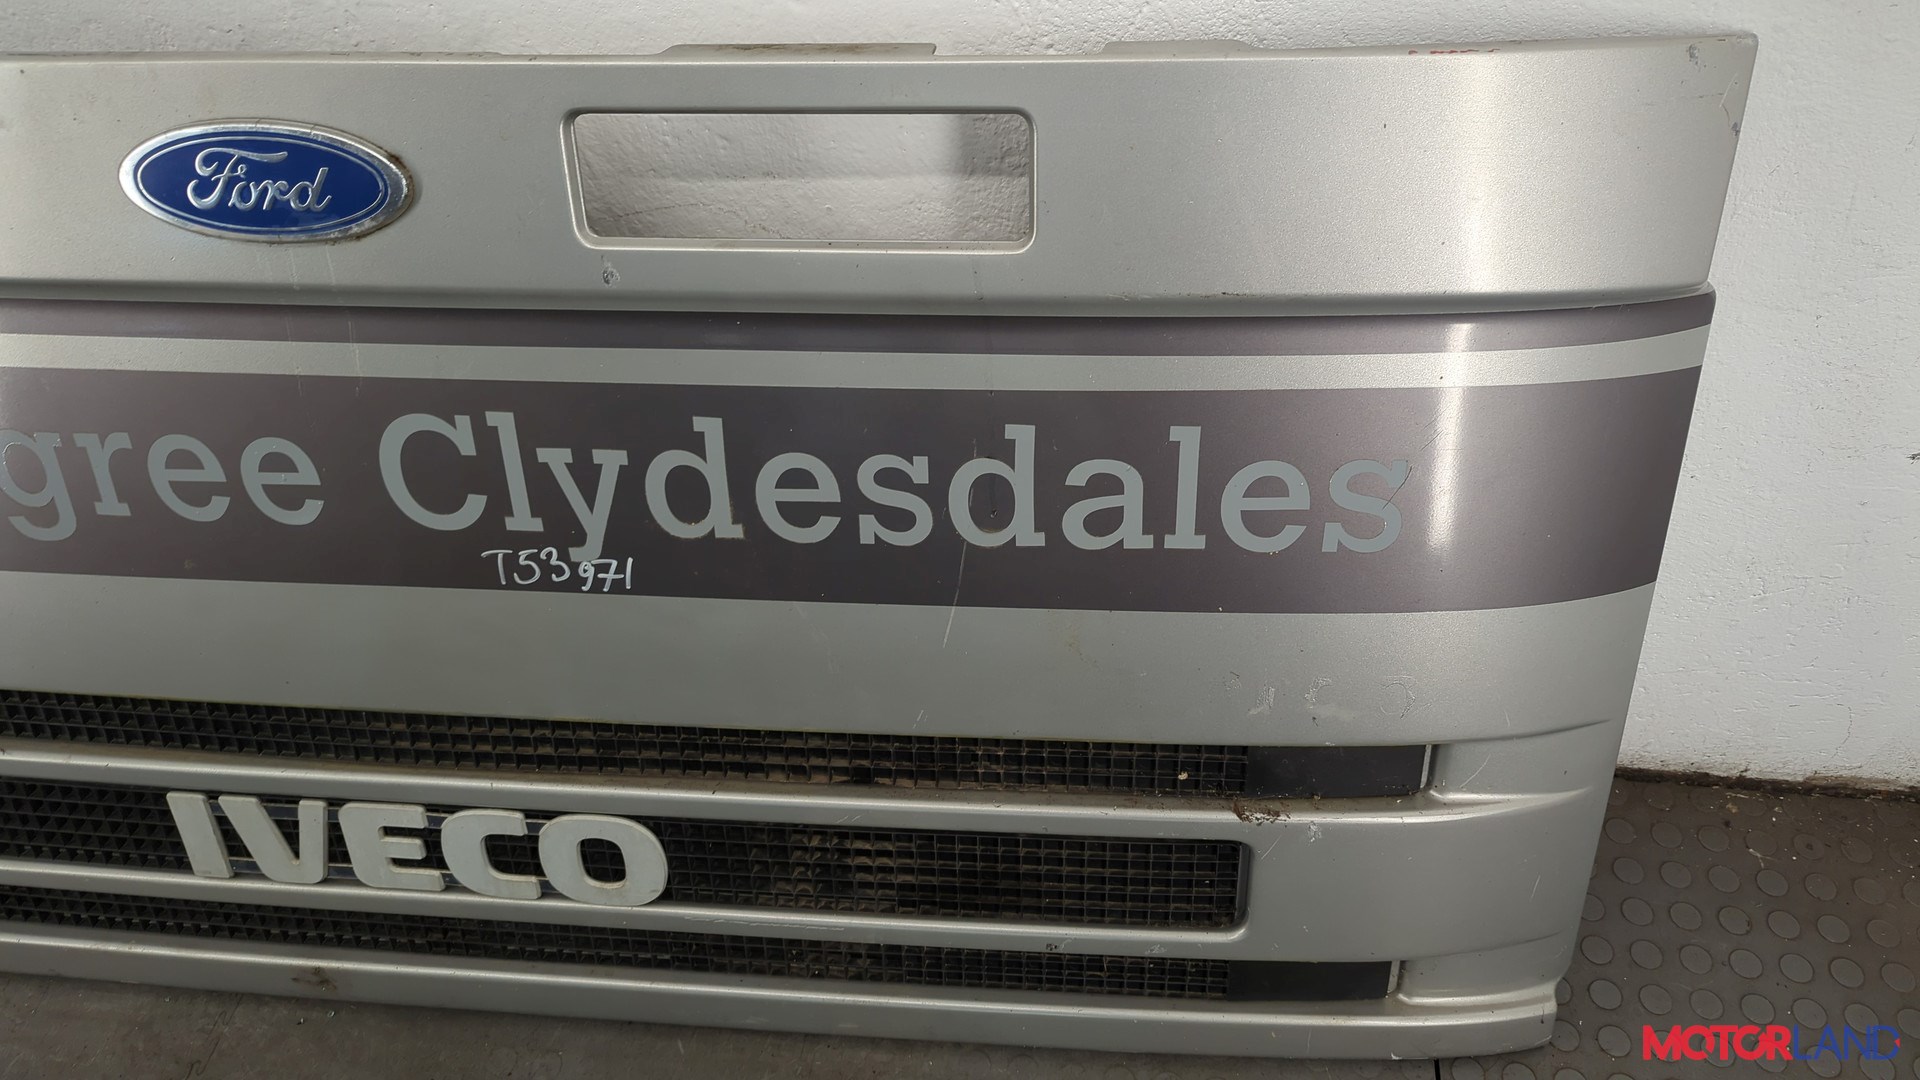 Ford
gree Clydesdales
T53971
IVECO
MOTORLAND